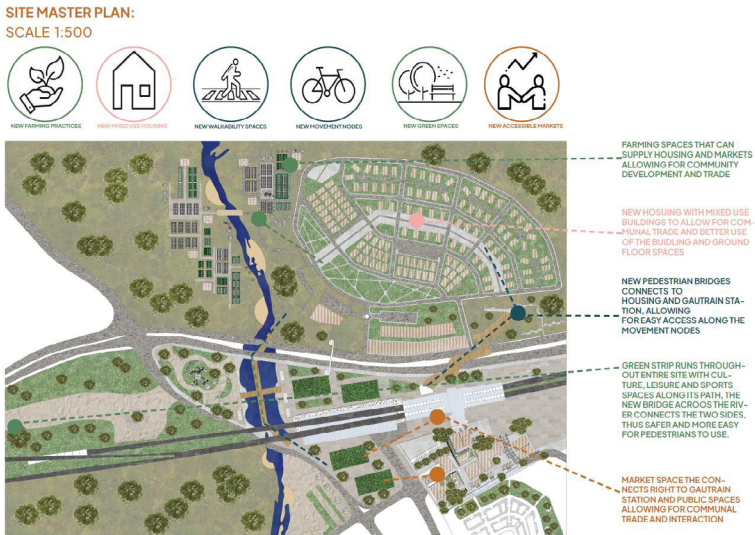 SITE MASTER PLAN:
SCALE 1:500
NEW FARMING PRACTICES
NEW MIXED USE HOUSING
NEW WALKABILITY SPACES
NEW MOVEMENT NODES
NEW GREEN SPACES
NEW ACCESSIBLE MARKETS
FARMING SPACES THAT CAN
SUPPLY HOUSING AND MARKETS
ALLOWING FOR COMMUNITY
DEVELOPMENT AND TRADE
NEW HOSUING WITH MIXED USE
BUILDINGS TO ALLOW FOR COM-
MUNAL TRADE AND BETTER USE
OF THE BUIDLING AND GROUND
FLOOR SPACES
NEW PEDESTRIAN BRIDGES
CONNECTS TO
HOUSING AND GAUTRAIN STA-
TION, ALLOWING
FOR EASY ACCESS ALONG THE
MOVEMENT NODES
GREEN STRIP RUNS THROUGH-
OUT ENTIRE SITE WITH CUL-
TURE, LEISURE AND SPORTS
SPACES ALONG ITS PATH, THE
NEW BRIDGE ACROOS THE RIV-
ER CONNECTS THE TWO SIDES,
THUS SAFER AND MORE EASY
FOR PEDESTRIANS TO USE.
MARKET SPACE THE CON-
NECTS RIGHT TO GAUTRAIN
STATION AND PUBLIC SPACES
ALLOWING FOR COMMUNAL
TRADE AND INTERACTION